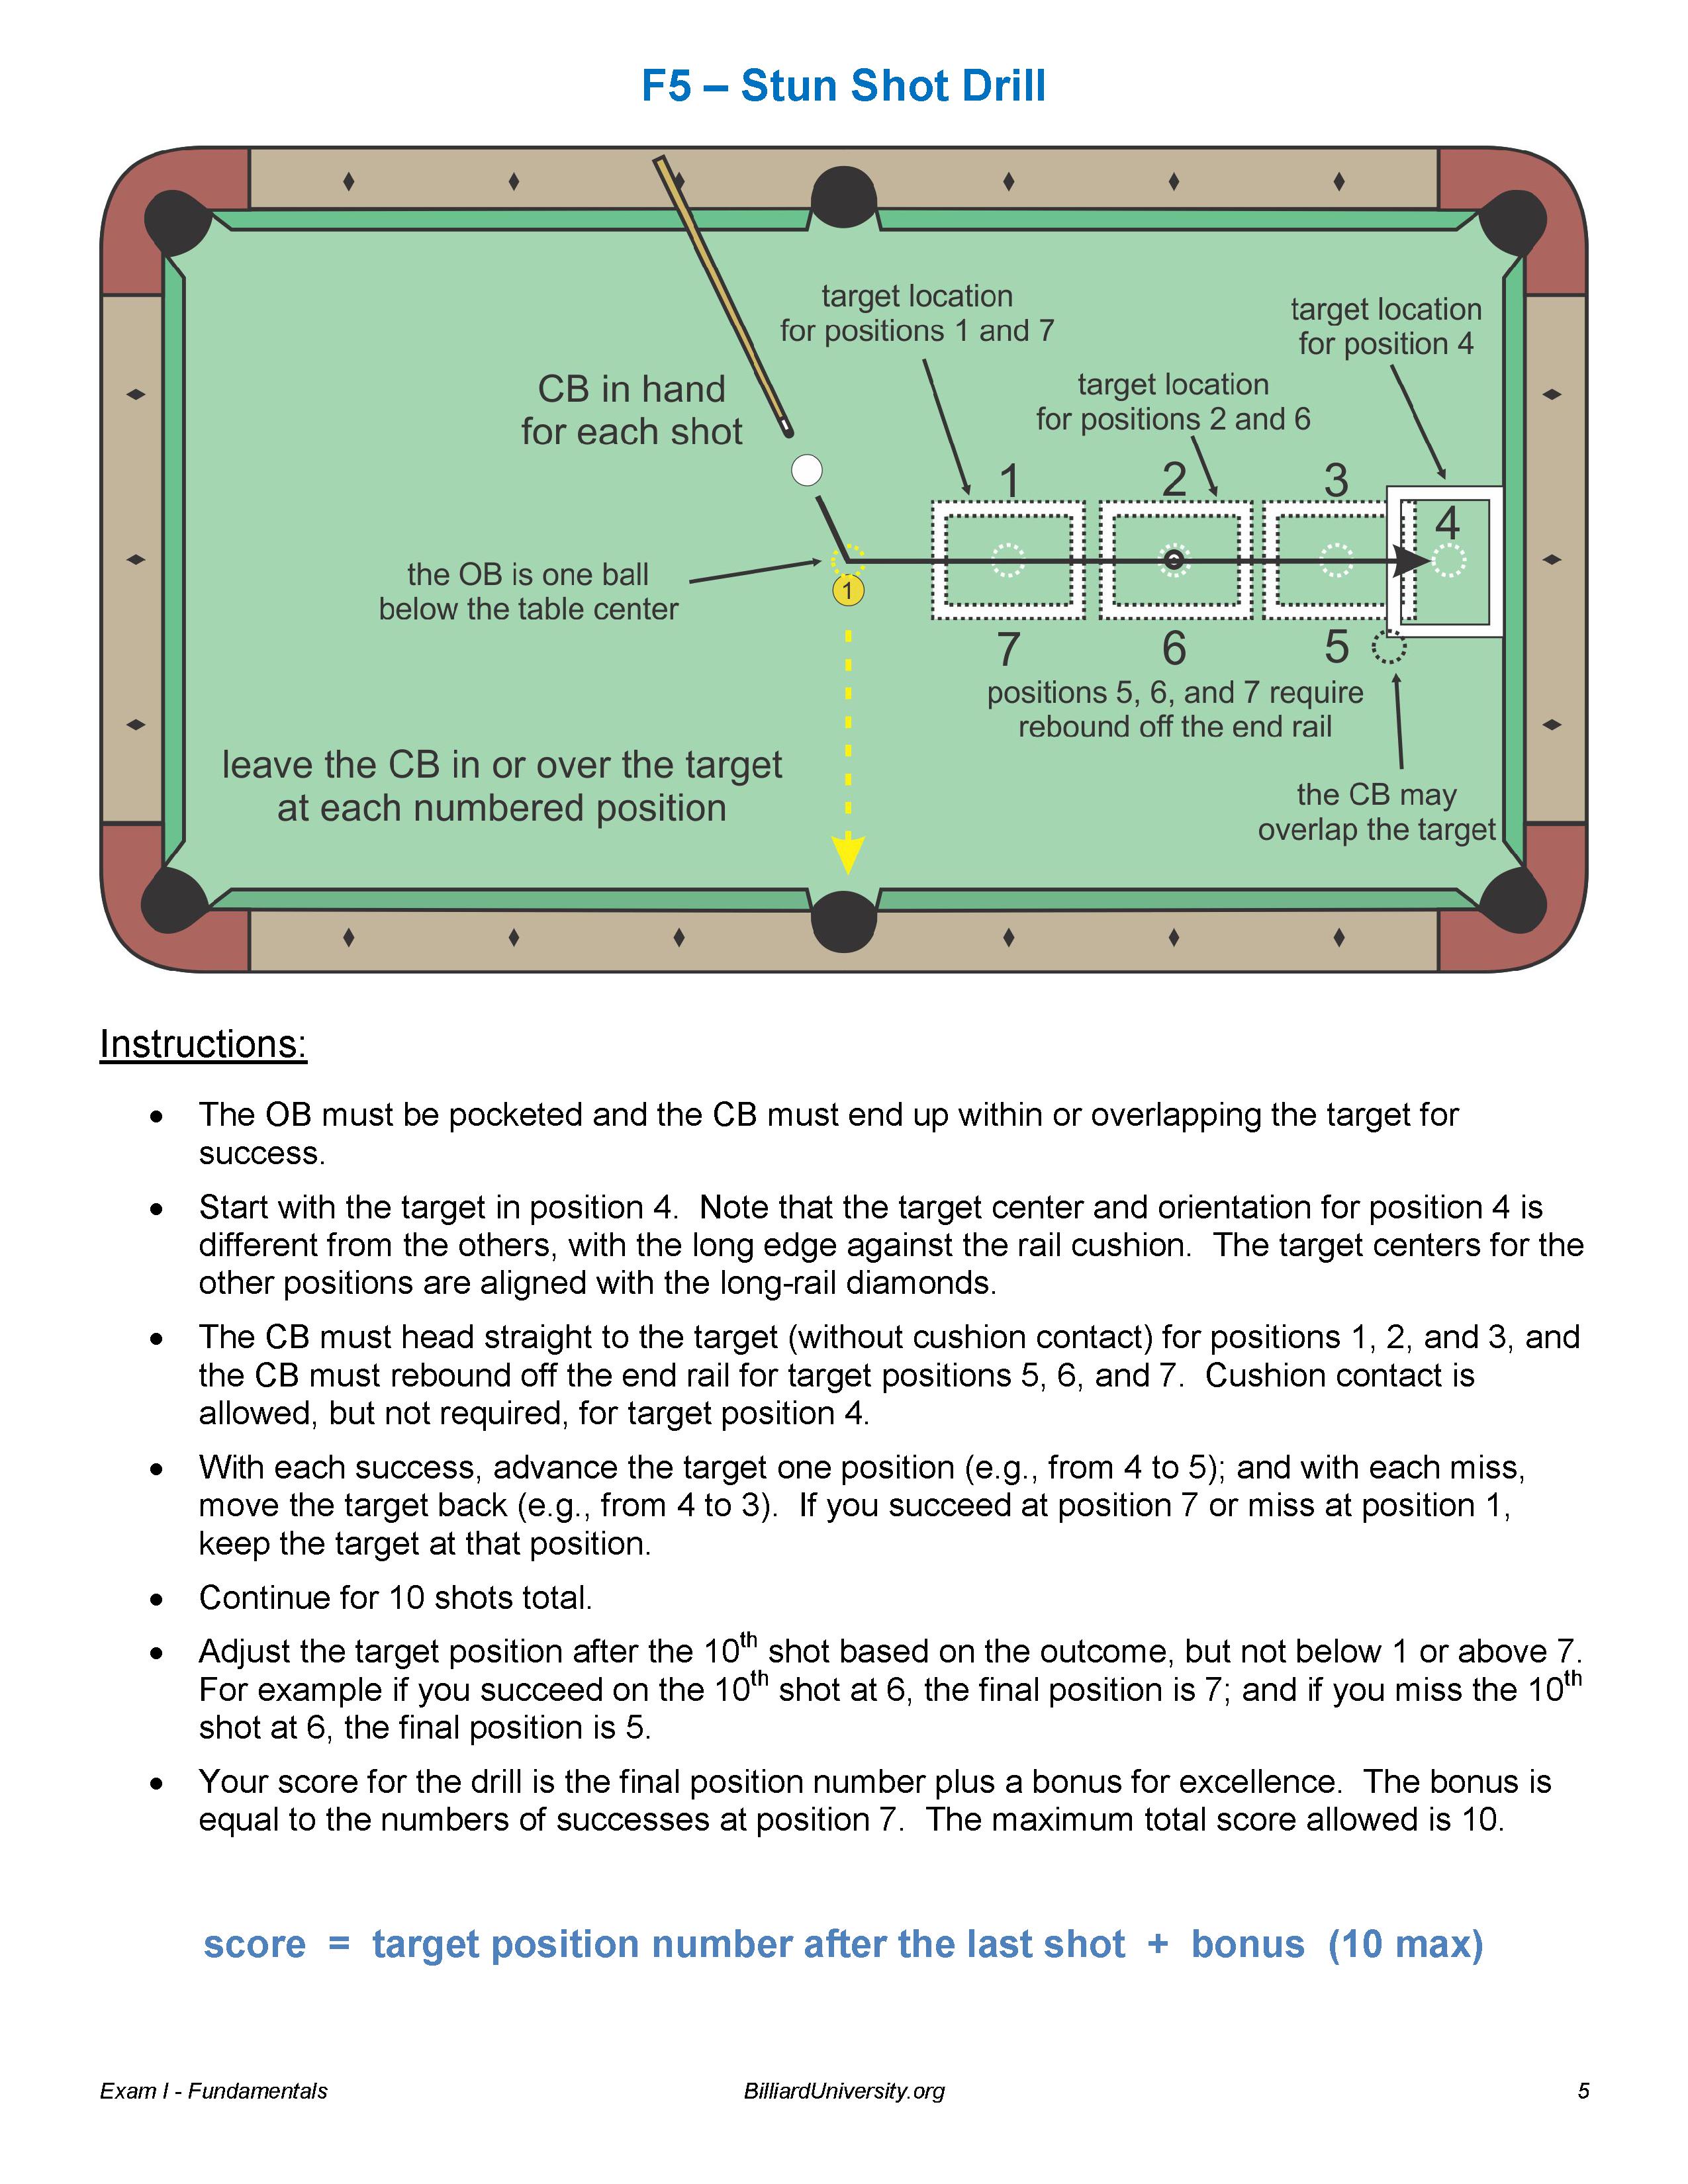 F5 – Stun Shot Drill
target location
for positions 1 and 7
target location
for position 4
CB in hand
for each shot
target location
for positions 2 and 6
1
2
3
4
the OB is one ball
below the table center
1
7
6
5
positions 5, 6, and 7 require
rebound off the end rail
leave the CB in or over the target
at each numbered position
the CB may
overlap the target
Instructions:
• The OB must be pocketed and the CB must end up within or overlapping the target for
success.
• Start with the target in position 4.  Note that the target center and orientation for position 4 is
different from the others, with the long edge against the rail cushion.  The target centers for the
other positions are aligned with the long-rail diamonds.
• The CB must head straight to the target (without cushion contact) for positions 1, 2, and 3, and
the CB must rebound off the end rail for target positions 5, 6, and 7.  Cushion contact is
allowed, but not required, for target position 4.
• With each success, advance the target one position (e.g., from 4 to 5); and with each miss,
move the target back (e.g., from 4 to 3).  If you succeed at position 7 or miss at position 1,
keep the target at that position.
• Continue for 10 shots total.
• Adjust the target position after the 10th shot based on the outcome, but not below 1 or above 7.
For example if you succeed on the 10th shot at 6, the final position is 7; and if you miss the 10th
shot at 6, the final position is 5.
• Your score for the drill is the final position number plus a bonus for excellence.  The bonus is
equal to the numbers of successes at position 7.  The maximum total score allowed is 10.
score = target position number after the last shot + bonus (10 max)
Exam I - Fundamentals
BilliardUniversity.org
5